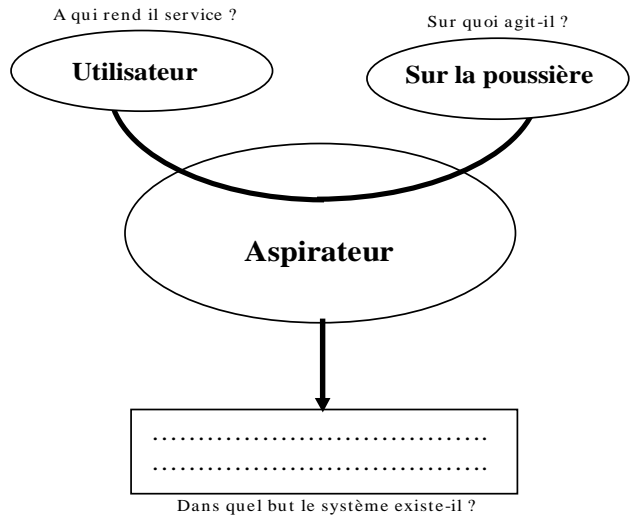 A qui rend il service ?
Sur quoi agit-il ?
Utilisateur
Sur la poussière
Aspirateur
..........................................
..........................................
Dans quel but le système existe-il ?